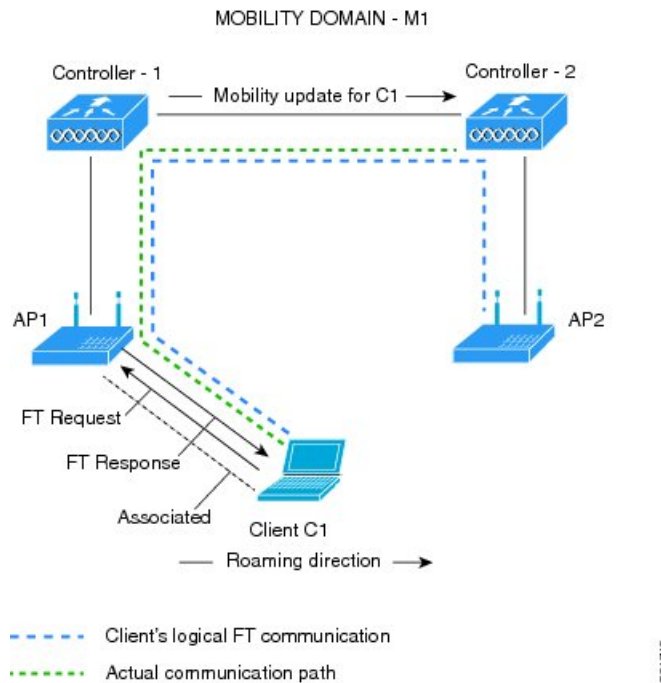 MOBILITY DOMAIN - M1
Controller - 1
Controller - 2
Mobility update for C1
AP1
AP2
FT Request
FT Response
Associated
Client C1
Roaming direction
Client's logical FT communication
Actual communication path